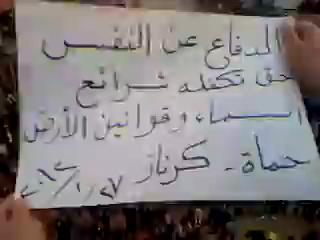 الدفاع عن النفس
حق تكفله شرائع
السماء وقوانين الأرض
حماة - كرناز